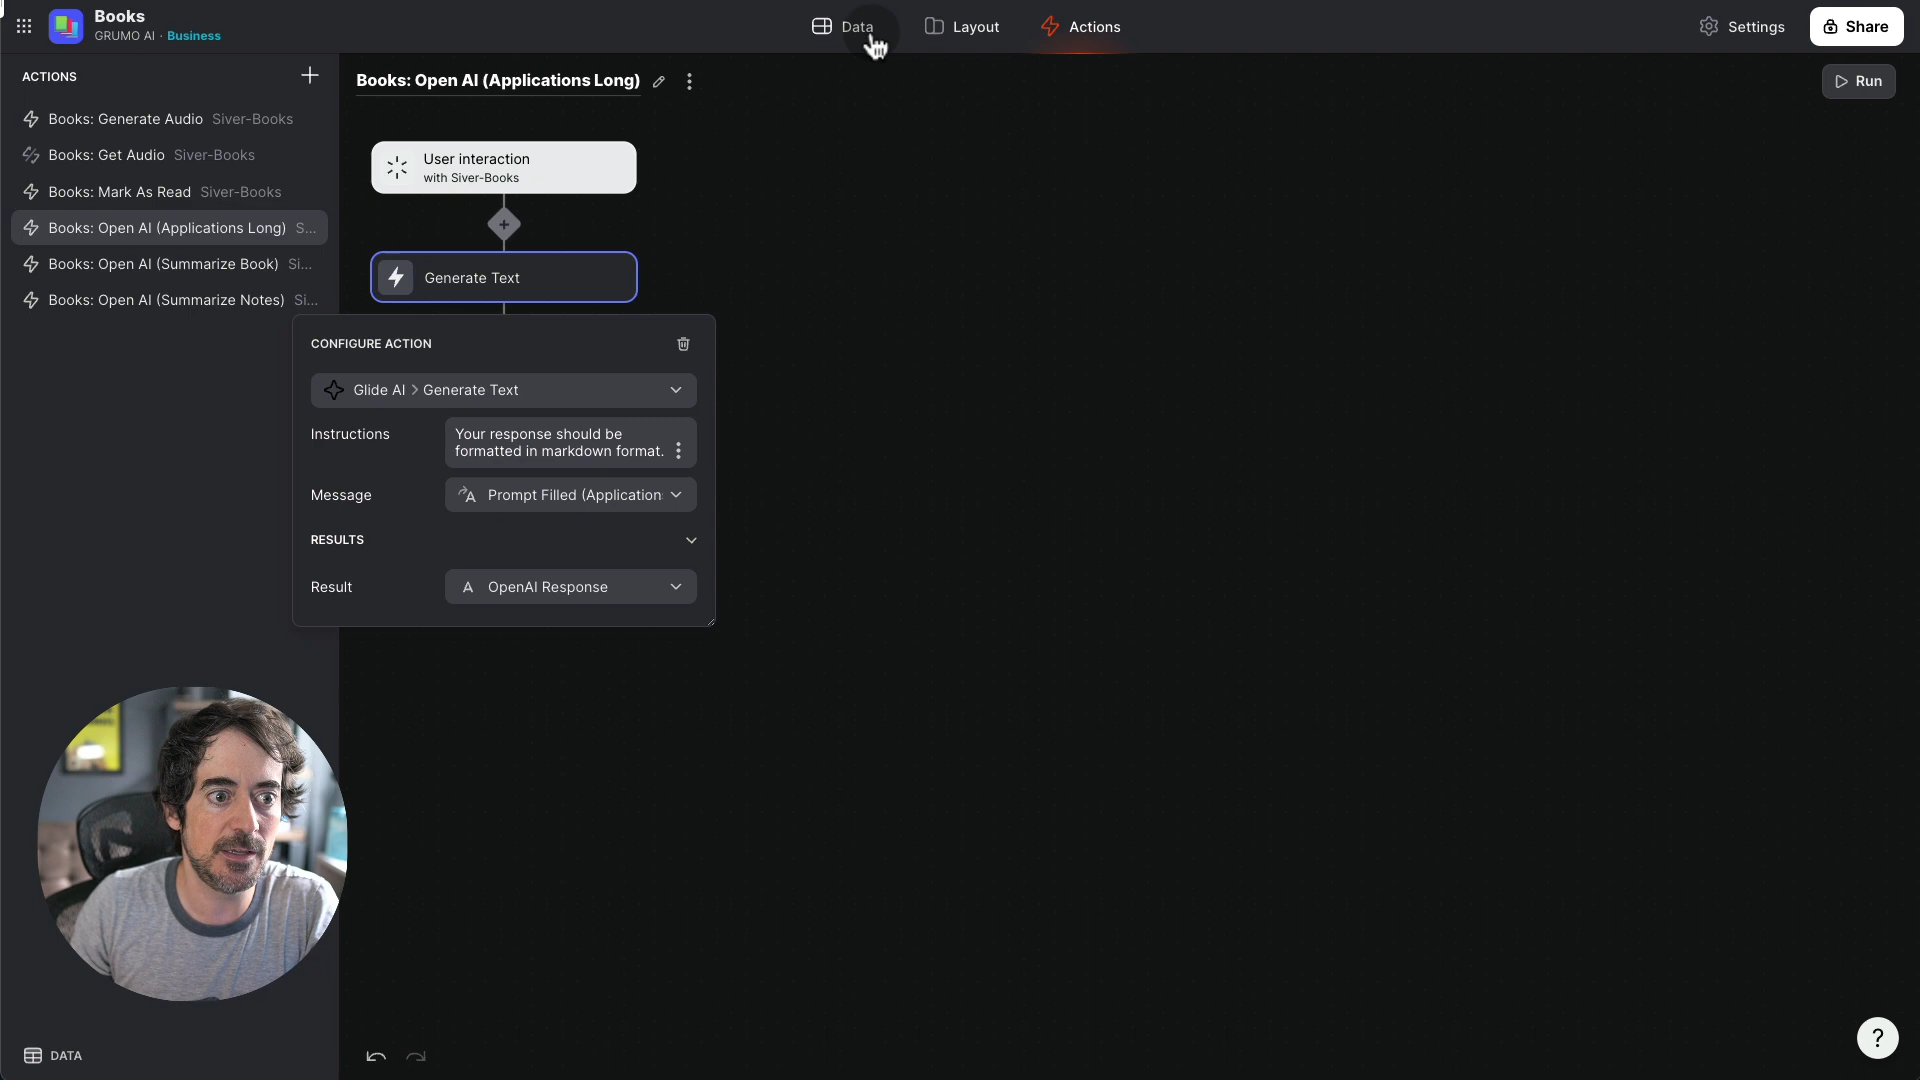 Books
GRUMO AI · Business
Data
Layout
Actions
Settings
Share
ACTIONS
Books: Generate Audio Siver-Books
Books: Get Audio Siver-Books
Books: Mark As Read Siver-Books
Books: Open AI (Applications Long) S...
Books: Open AI (Summarize Book) Si...
Books: Open AI (Summarize Notes) Si...
Books: Open AI (Applications Long)
Run
User interaction
with Siver-Books
Generate Text
CONFIGURE ACTION
Glide AI > Generate Text
Instructions
Your response should be
formatted in markdown format.
Message
Prompt Filled (Application
RESULTS
Result
A OpenAI Response
DATA
?